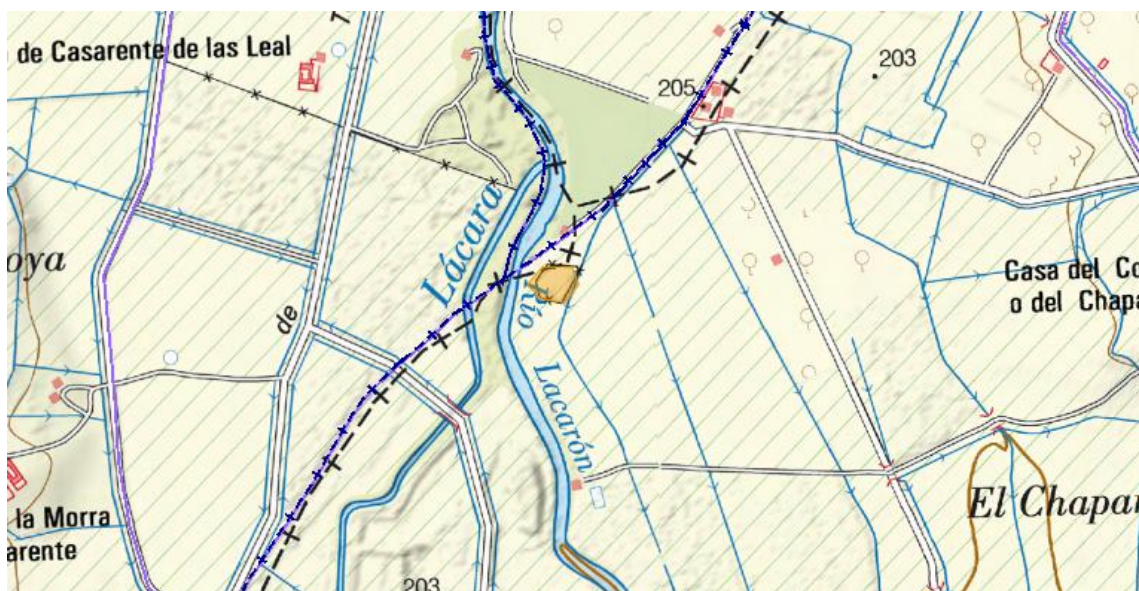 de Casarente de las Leal
203
205
Lácara
oya
Río
Casa del Co
o del Chapa
de
Lacarón
El Chapar
la Morra
arente
203